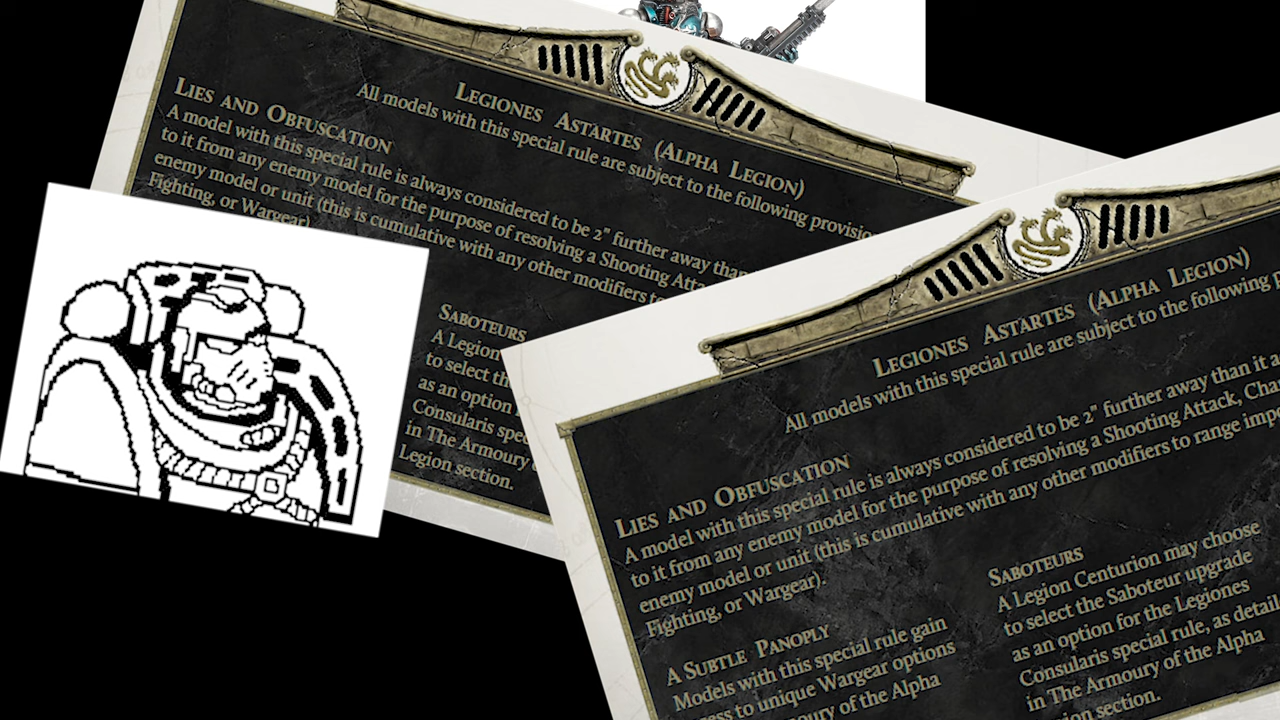 LEGIONES ASTARTES (ALPHA LEGION)
All models with this special rule are subject to the following
LIES AND OBFUSCATION
A model with this special rule is always considered to be 2" further away than
to it from any enemy model for the purpose of resolving a Shooting
enemy model or unit (this is cumulative with any other modifiers to
Fighting, or Wargear)
SABOTEURS
A Legion
to select
as an option
Consularis
in The Armoury
Legion section.
LEGIONES ASTARTES (ALPHA LEGION)
All models with this special rule are subject to the following
LIES AND OBFUSCATION
A model with this special rule is always considered to be 2" further away than it
to it from any enemy model for the purpose of resolving a Shooting Attack,
enemy model or unit (this is cumulative with any other modifiers to range
Fighting, or Wargear).
A SUBTLE PANOPLY
Models with this special rule gain
to unique Wargear options
of the Alpha
SABOTEURS
A Legion Centurion may choose
to select the Saboteur upgrade
as an option for the Legiones
Consularis special rule, as
in The Armoury of the Alpha
section.